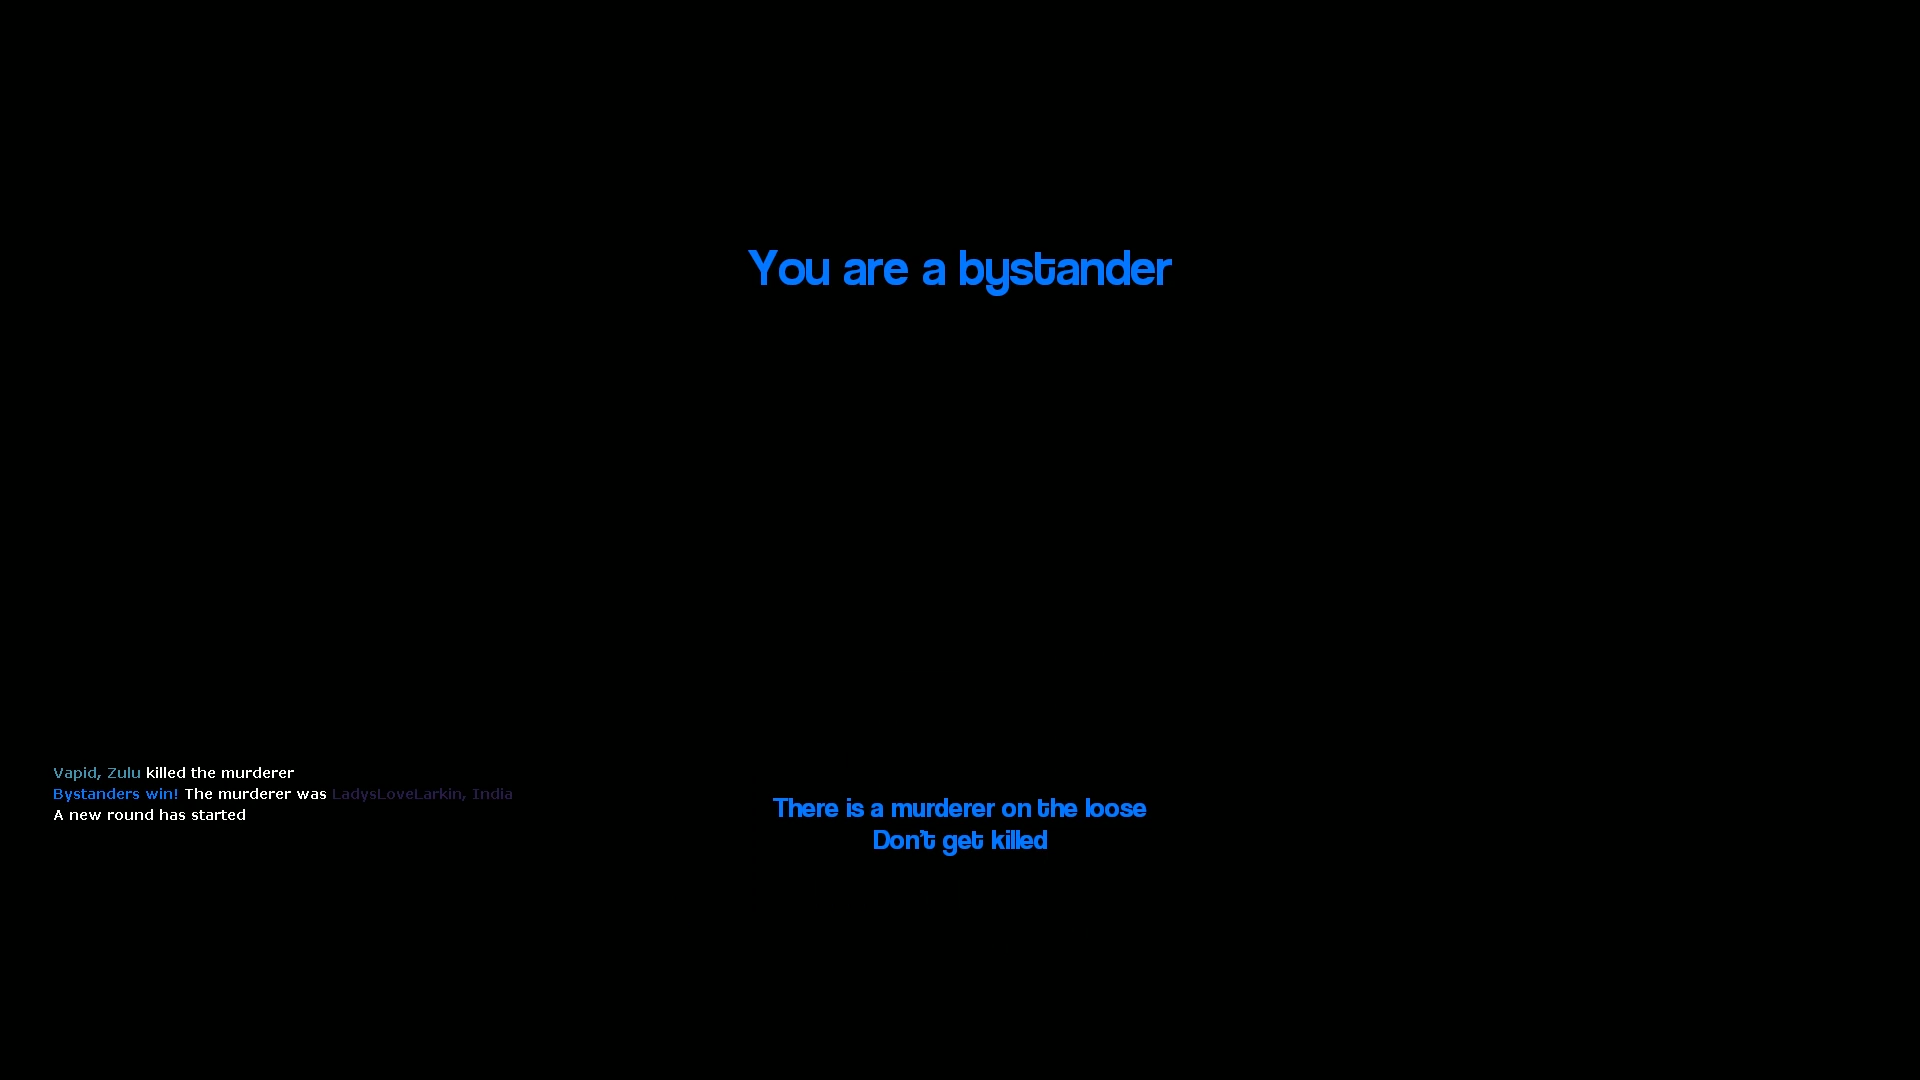 You are a bystander
Vapid, Zulu killed the murderer
Bystanders win! The murderer was LadysLoveLarkin, India
A new round has started
There is a murderer on the loose
Don't get killed